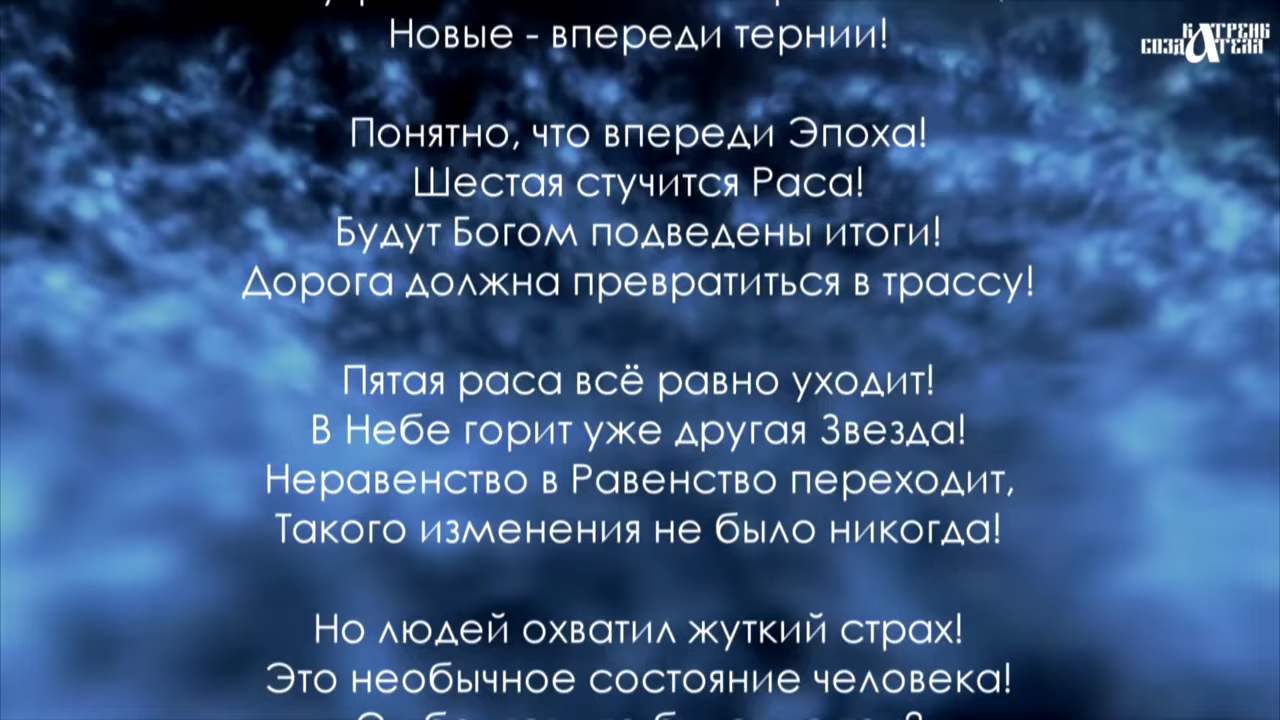 Новые - впереди тернии!
КАТРЕНЫ
СОЗДАТЕЛЯ
Понятно, что впереди Эпоха!
Шестая стучится Раса!
Будут Богом подведены итоги!
Дорога должна превратиться в трассу!
Пятая раса всё равно уходит!
В Небе горит уже другая Звезда!
Неравенство в Равенство переходит,
Такого изменения не было никогда!
Но людей охватил жуткий страх!
Это необычное состояние человека!